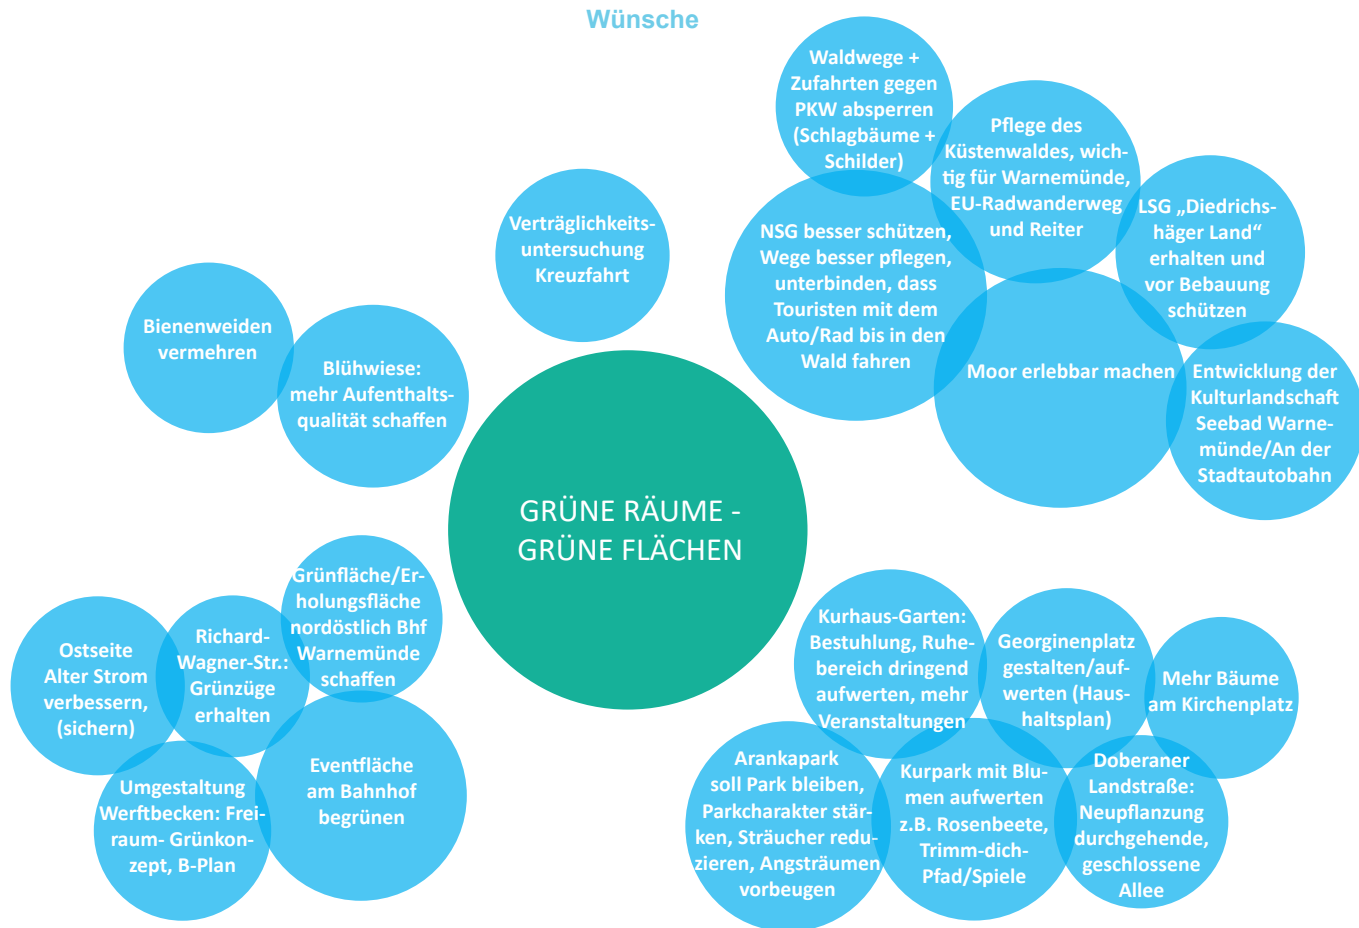 Wünsche
Waldwege +
Zufahrten gegen
PKW absperren
(Schlagbäume +
Schilder)
Pflege des
Küstenwaldes, wich-
tig für Warnemünde,
EU-Radwanderweg
und Reiter
LSG „Diedrichs-
häger Land“
erhalten und
vor Bebauung
schützen
Verträglichkeits-
untersuchung
Kreuzfahrt
NSG besser schützen,
Wege besser pflegen,
unterbinden, dass
Touristen mit dem
Auto/Rad bis in den
Wald fahren
Bienenweiden
vermehren
Blühwiese:
mehr Aufenthalts-
qualität schaffen
Moor erlebbar machen
Entwicklung der
Kulturlandschaft
Seebad Warne-
münde/An der
Stadtautobahn
GRÜNE RÄUME -
GRÜNE FLÄCHEN
Grünfläche/Er-
holungsfläche
nordöstlich Bhf
Warnemünde
schaffen
Richard-
Wagner-Str.:
Grünzüge
erhalten
Ostseite
Alter Strom
verbessern,
(sichern)
Umgestaltung
Werftbecken: Frei-
raum- Grünkon-
zept, B-Plan
Eventfläche
am Bahnhof
begrünen
Kurhaus-Garten:
Bestuhlung, Ruhe-
bereich dringend
aufwerten, mehr
Veranstaltungen
Georginenplatz
gestalten/auf-
werten (Haus-
haltsplan)
Mehr Bäume
am Kirchenplatz
Arankapark
soll Park bleiben,
Parkcharakter stär-
ken, Sträucher redu-
zieren, Angsträumen
vorbeugen
Kurpark mit Blu-
men aufwerten
z.B. Rosenbeete,
Trimm-dich-
Pfad/Spiele
Doberaner
Landstraße:
Neupflanzung
durchgehende,
geschlossene
Allee